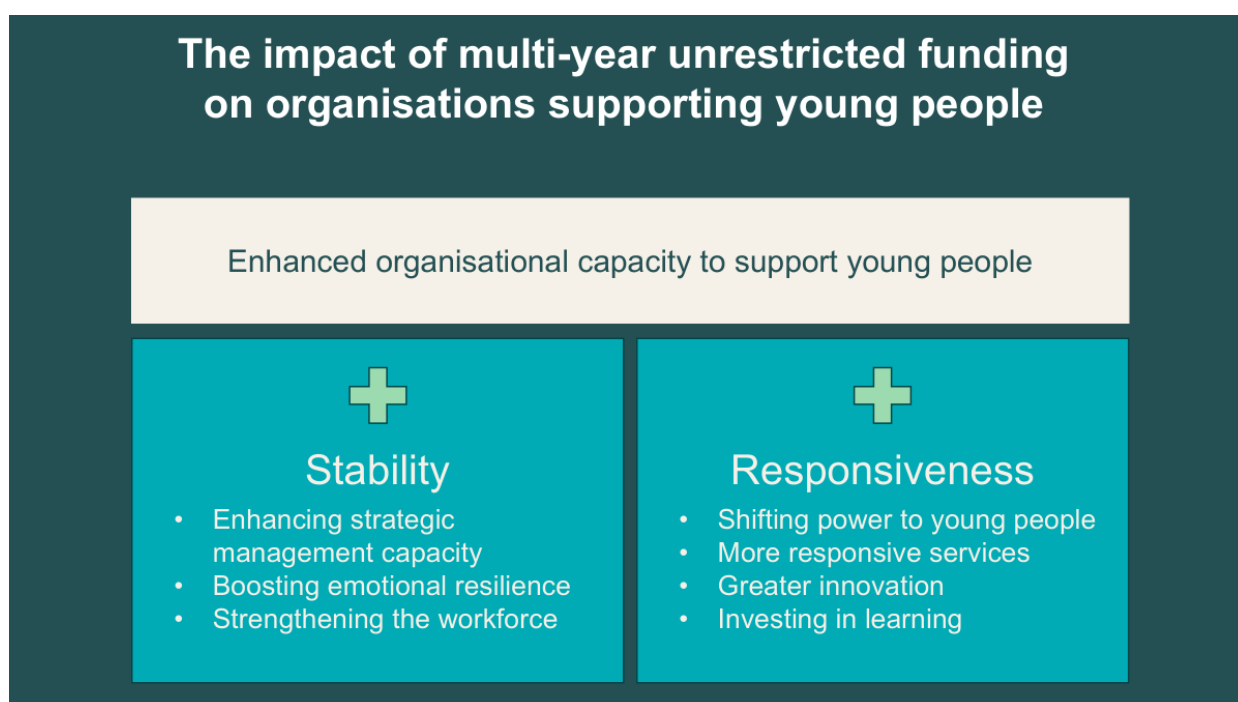 The impact of multi-year unrestricted funding
on organisations supporting young people
Enhanced organisational capacity to support young people
Stability
• Enhancing strategic
management capacity
• Boosting emotional resilience
• Strengthening the workforce
Responsiveness
• Shifting power to young people
• More responsive services
• Greater innovation
• Investing in learning